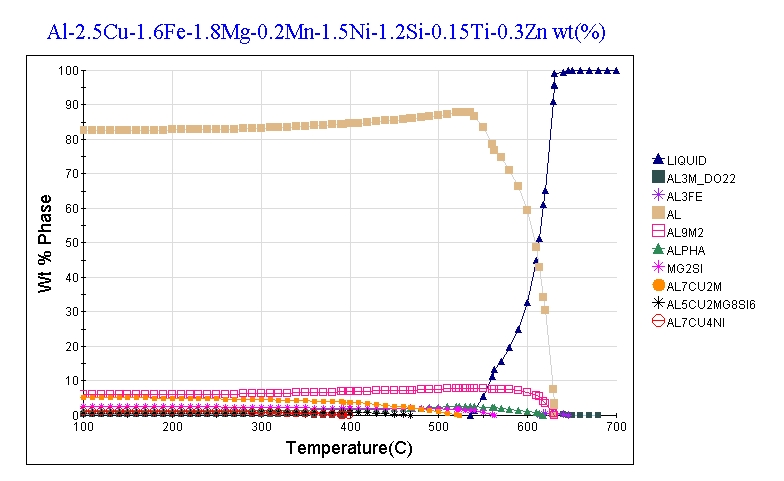 Al-2.5Cu-1.6Fe-1.8Mg-0.2Mn-1.5Ni-1.2Si-0.15Ti-0.3Zn wt(%)
100
90
80
70
60
50
40
30
20
10
0
Wt % Phase
100 200 300 400 500 600 700
Temperature(C)
LIQUID
AL3M_DO22
AL3FE
AL
AL9M2
ALPHA
MG2SI
AL7CU2M
AL5CU2MG8SI6
AL7CU4NI